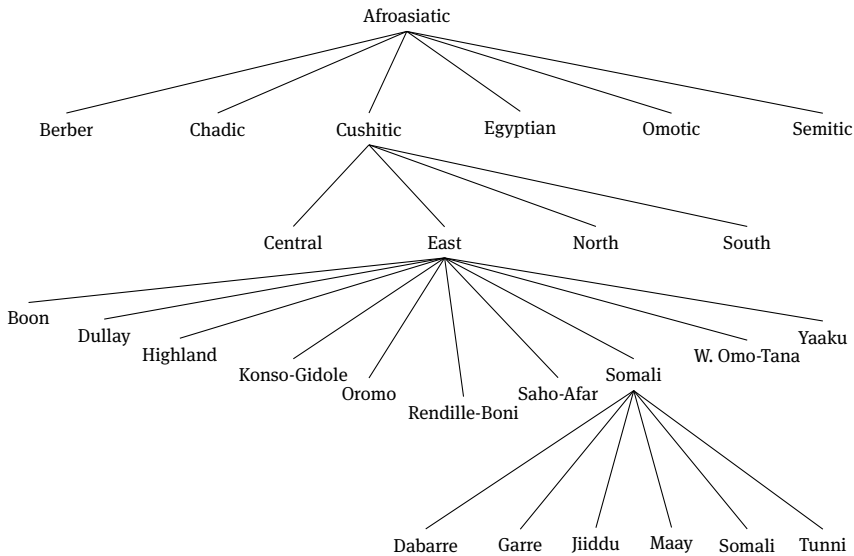 Afroasiatic
Berber Chadic Cushitic Egyptian Omotic Semitic
Central East North South
Boon
Dullay
Highland
Konso-Gidole
Oromo
Rendille-Boni
Saho-Afar
Somali
W. Omo-Tana
Yaaku
Dabarre Garre Jiiddu Maay Somali Tunni